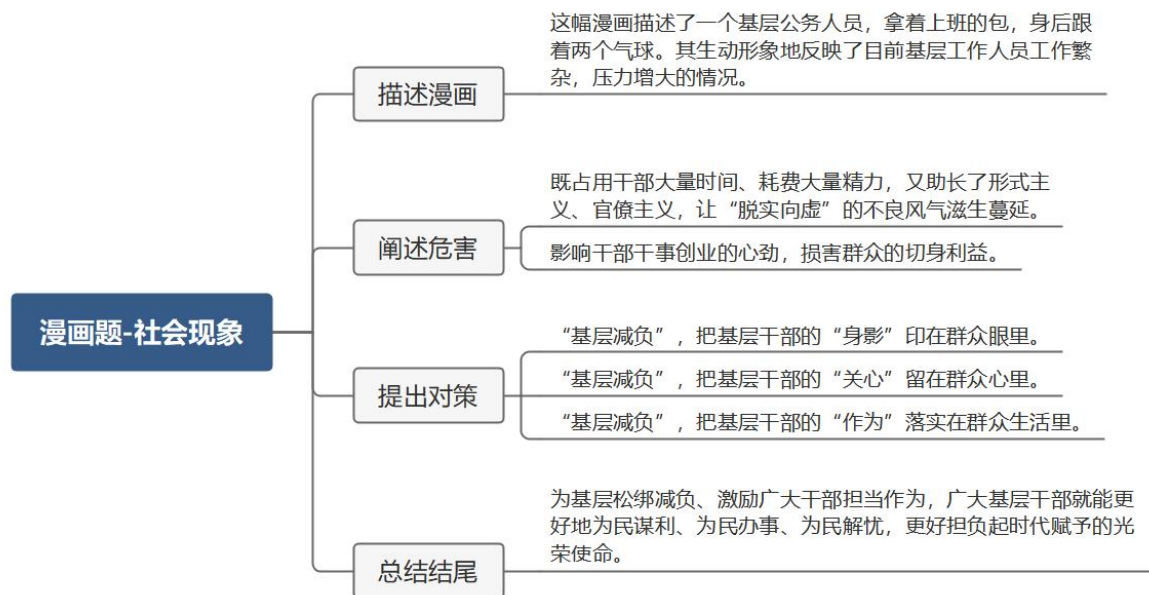 漫画题-社会现象
描述漫画
这幅漫画描述了一个基层公务人员，拿着上班的包，身后跟
着两个气球。其生动形象地反映了目前基层工作人员工作繁
杂，压力增大的情况。
阐述危害
既占用干部大量时间、耗费大量精力，又助长了形式主
义、官僚主义，让“脱实向虚”的不良风气滋生蔓延。
影响干部干事创业的心劲，损害群众的切身利益。
提出对策
“基层减负”，把基层干部的“身影”印在群众眼里。
“基层减负”，把基层干部的“关心”留在群众心里。
“基层减负”，把基层干部的“作为”落实在群众生活里。
总结结尾
为基层松绑减负、激励广大干部担当作为，广大基层干部就能更
好地为民谋利、为民办事、为民解忧，更好担负起时代赋予的光
荣使命。